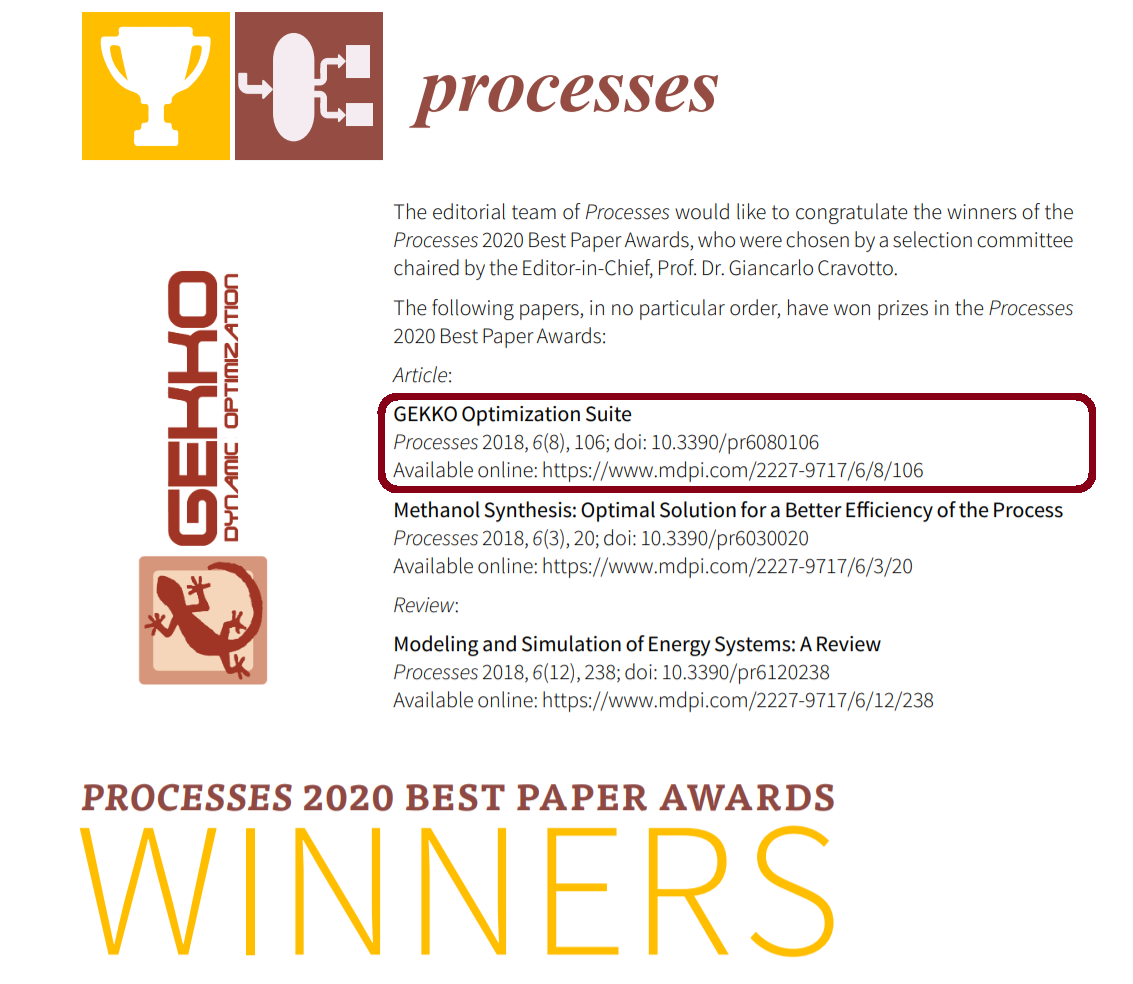 processes
The editorial team of Processes would like to congratulate the winners of the
Processes 2020 Best Paper Awards, who were chosen by a selection committee
chaired by the Editor-in-Chief, Prof. Dr. Giancarlo Cravotto.
The following papers, in no particular order, have won prizes in the Processes
2020 Best Paper Awards:
Article:
GEKKO Optimization Suite
Processes 2018, 6(8), 106; doi: 10.3390/pr6080106
Available online: https://www.mdpi.com/2227-9717/6/8/106
Methanol Synthesis: Optimal Solution for a Better Efficiency of the Process
Processes 2018, 6(3), 20; doi: 10.3390/pr6030020
Available online: https://www.mdpi.com/2227-9717/6/3/20
Review:
Modeling and Simulation of Energy Systems: A Review
Processes 2018, 6(12), 238; doi: 10.3390/pr6120238
Available online: https://www.mdpi.com/2227-9717/6/12/238
GEKKO
DYNAMIC OPTIMIZATION
PROCESSES 2020 BEST PAPER AWARDS
WINNERS